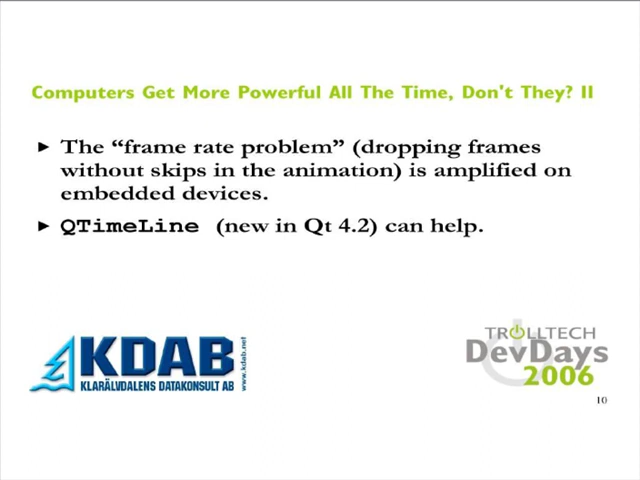 Computers Get More Powerful All The Time, Don't They? II
► The “frame rate problem” (dropping frames
without skips in the animation) is amplified on
embedded devices.
► QTimeLine (new in Qt 4.2) can help.
KDAB
KLARÄLVDALENS DATAKONSULT AB
www.kdab.net
TROLLTECH
DevDays
2006
10